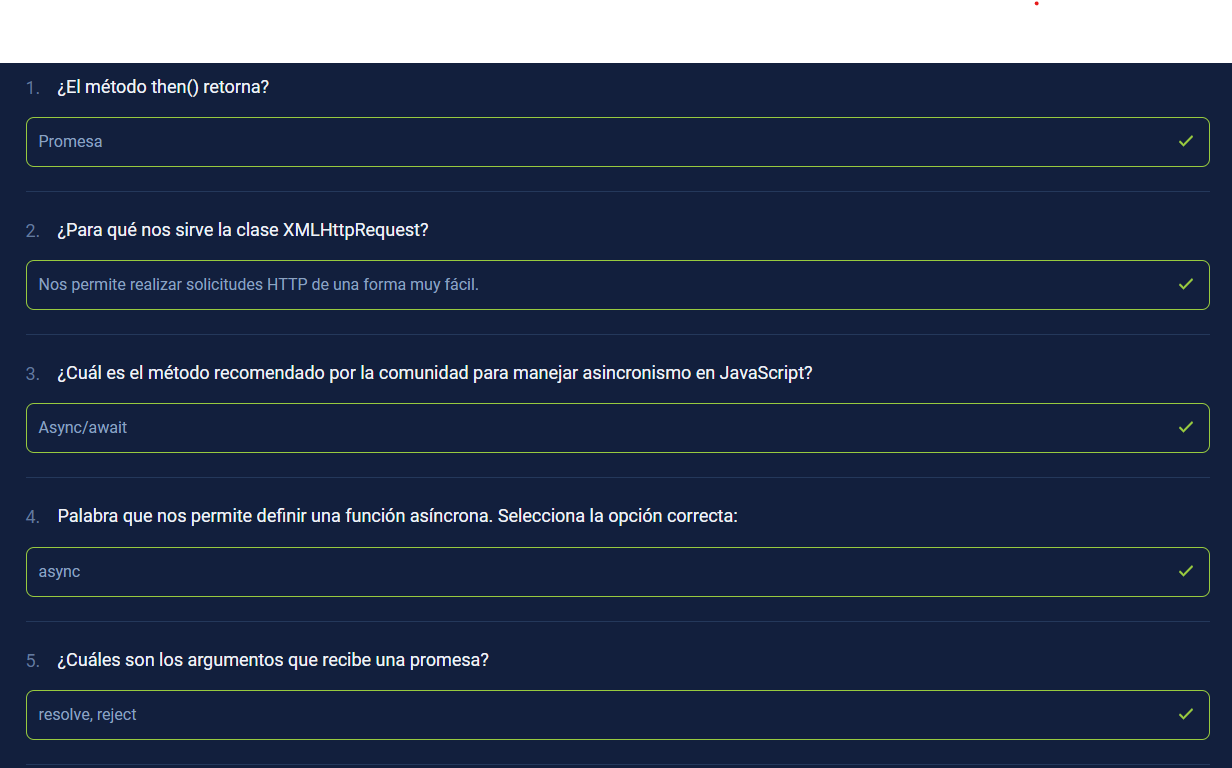 1. ¿El método then() retorna?
Promesa
2. ¿Para qué nos sirve la clase XMLHttpRequest?
Nos permite realizar solicitudes HTTP de una forma muy fácil.
3. ¿Cuál es el método recomendado por la comunidad para manejar asincronismo en JavaScript?
Async/await
4. Palabra que nos permite definir una función asíncrona. Selecciona la opción correcta:
async
5. ¿Cuáles son los argumentos que recibe una promesa?
resolve, reject